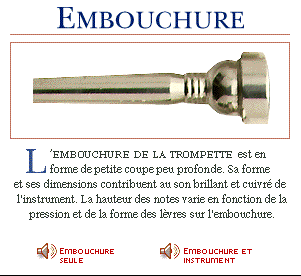 EMBOUCHURE
L'EMBOUCHURE DE LA TROMPETTE est en
forme de petite coupe peu profonde. Sa forme
et ses dimensions contribuent au son brillant et cuivré de
l'instrument. La hauteur des notes varie en fonction de la
pression et de la forme des lèvres sur l'embouchure.
EMBOUCHURE
SEULE
EMBOUCHURE ET
INSTRUMENT